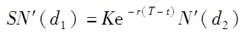 SN′(d₁) = Ke⁻ʳ⁽ᵀ⁻ᵗ⁾N′(d₂)